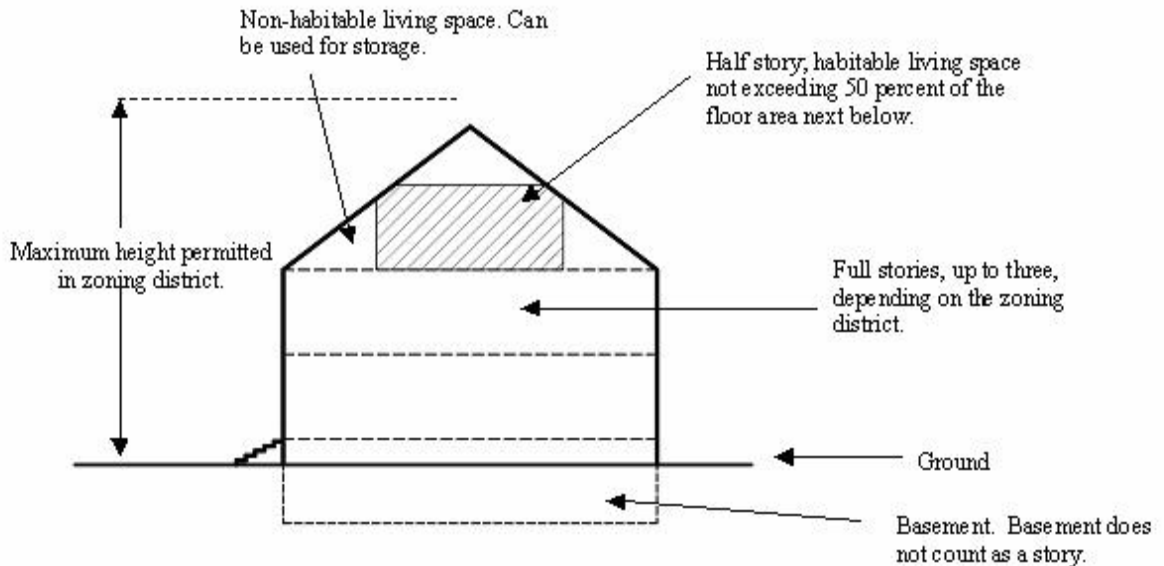 Non-habitable living space. Can
be used for storage.
Half story; habitable living space
not exceeding 50 percent of the
floor area next below.
Maximum height permitted
in zoning district.
Full stories, up to three,
depending on the zoning
district.
Ground
Basement. Basement does
not count as a story.